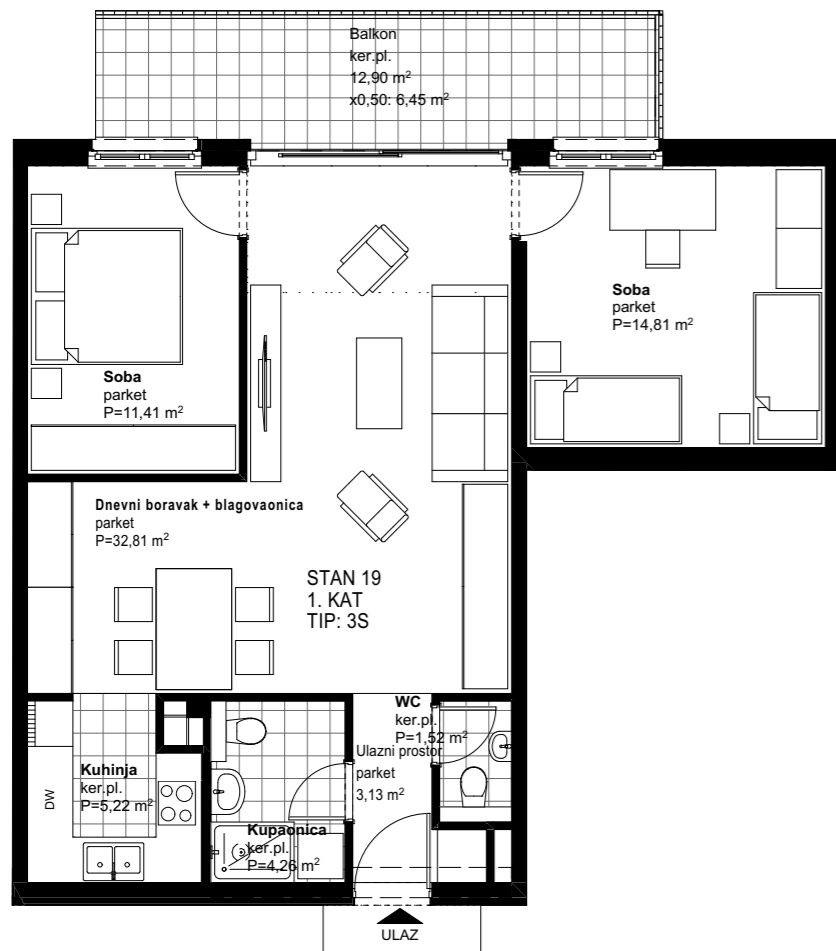 Balkon
ker.pl.
12,90 m²
x0,50: 6,45 m²
Soba
parket
P=14,81 m²
Soba
parket
P=11,41 m²
Dnevni boravak + blagovaonica
parket
P=32,81 m²
STAN 19
1. KAT
TIP: 3S
WC
ker.pl.
P=1,52 m²
Ulazni prostor
parket
3,13 m²
Kuhinja
ker.pl.
P=5,22 m²
DW
Kupaonica
ker.pl.
P=4,26 m²
ULAZ